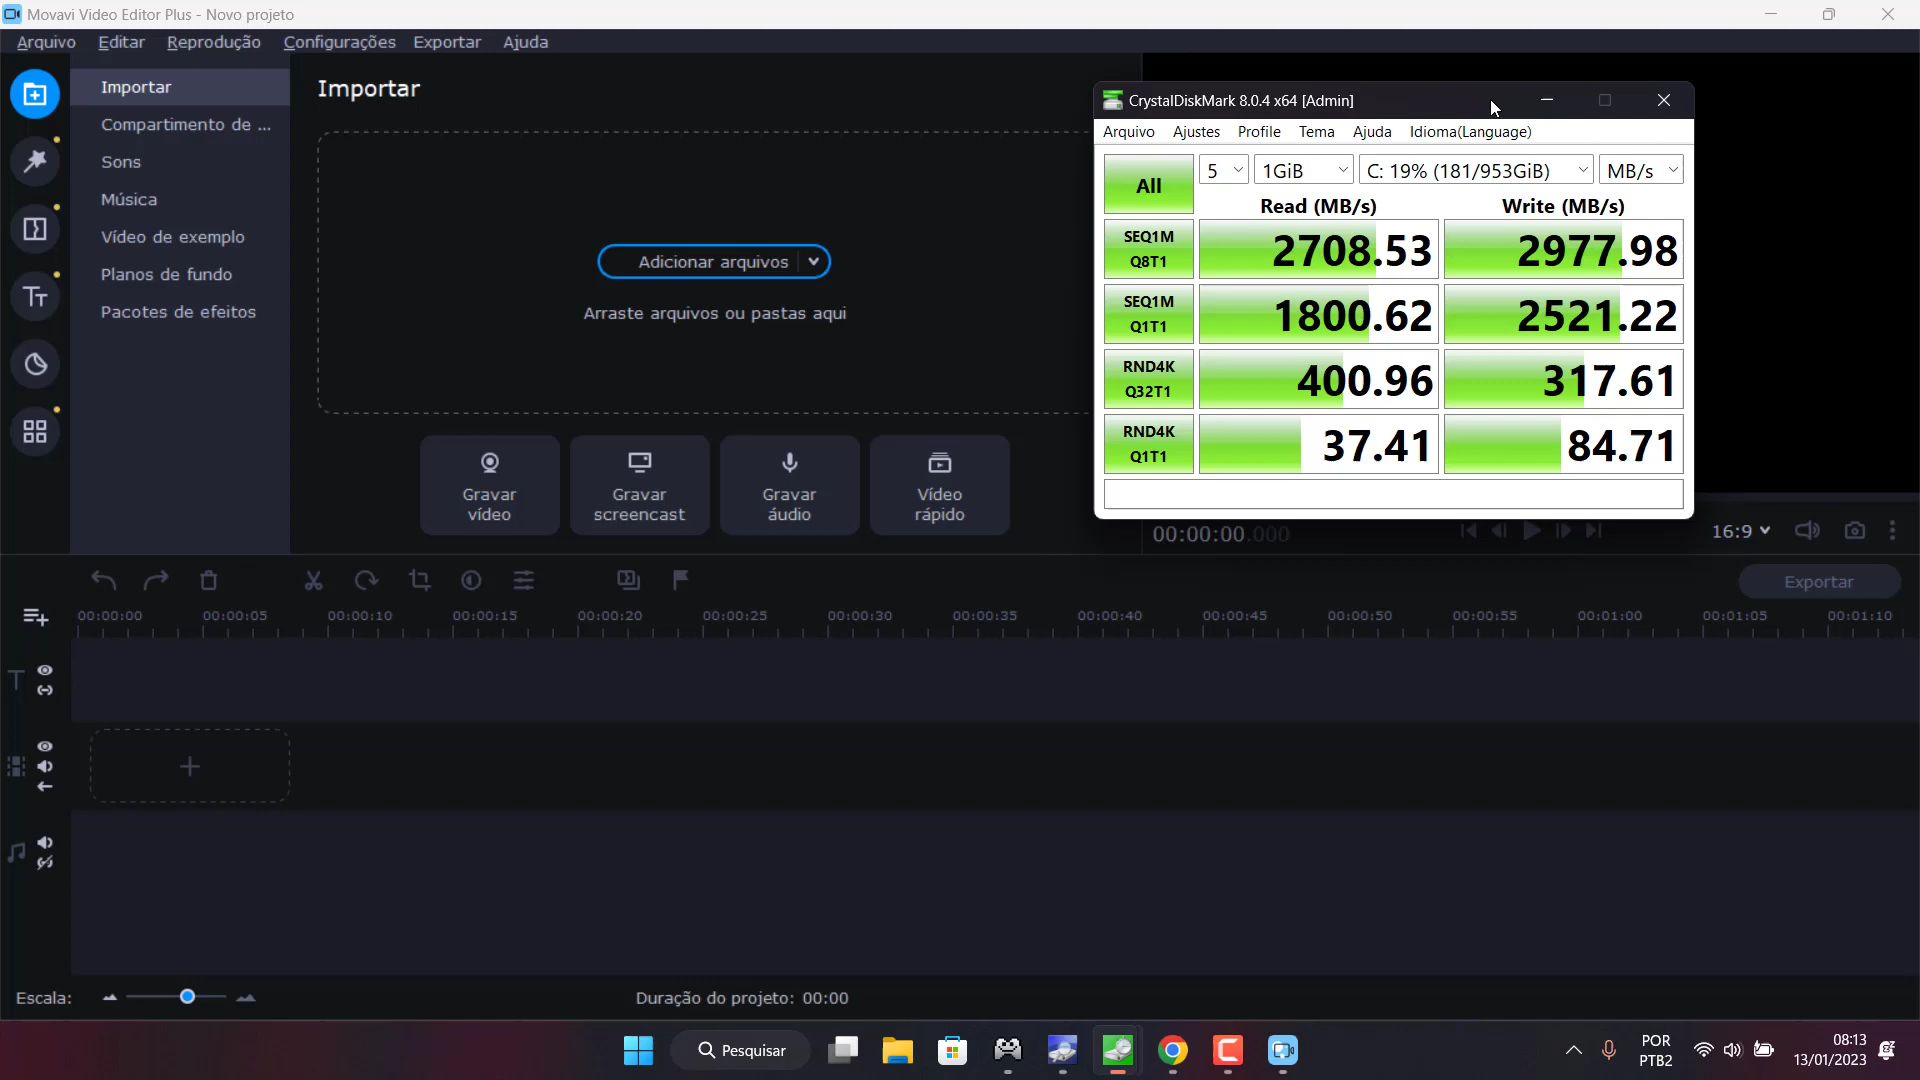 Movavi Video Editor Plus - Novo projeto
Arquivo Editar Reprodução Configurações Exportar Ajuda
Importar
Compartimento de ...
Sons
Música
Vídeo de exemplo
Planos de fundo
Pacotes de efeitos
Importar
Adicionar arquivos
Arraste arquivos ou pastas aqui
Gravar
vídeo
Gravar
screencast
Gravar
áudio
Vídeo
rápido
CrystalDiskMark 8.0.4 x64 [Admin]
Arquivo Ajustes Profile Tema Ajuda Idioma(Language)
All 5 1GiB C: 19% (181/953GiB) MB/s
Read (MB/s) Write (MB/s)
SEQ1M
Q8T1
2708.53 2977.98
SEQ1M
Q1T1
1800.62 2521.22
RND4K
Q32T1
400.96 317.61
RND4K
Q1T1
37.41 84.71
00:00:00.000
16:9
Exportar
00:00:00 00:00:05 00:00:10 00:00:15 00:00:20 00:00:25 00:00:30 00:00:35 00:00:40 00:00:45 00:00:50 00:00:55 00:01:00 00:01:05 00:01:10
Escala:
Duração do projeto: 00:00
Pesquisar
POR
PTB2
08:13
13/01/2023